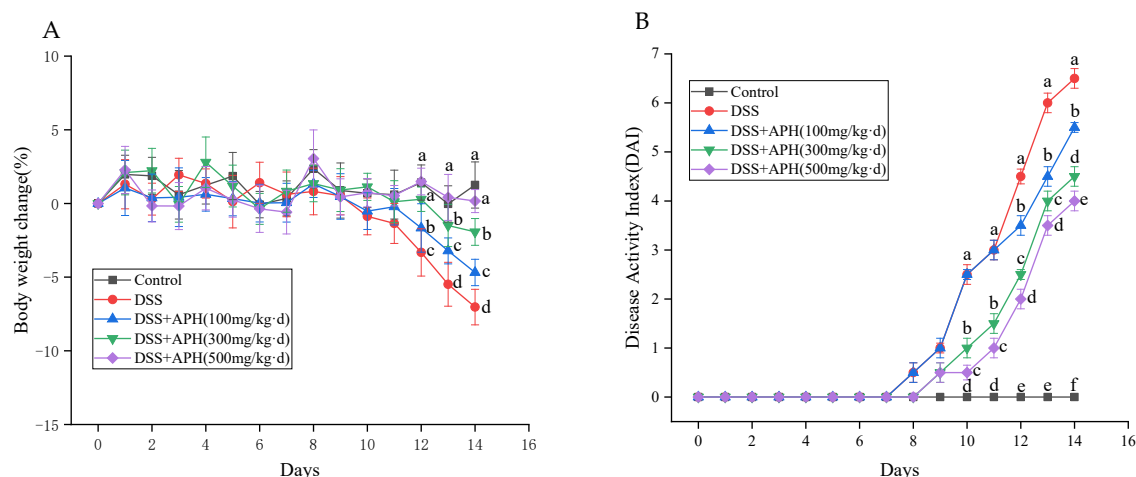 A
Body weight change(%)
10
5
0
−5
−10
−15
a
a
a
a
b
b
b
c
c
c
d
d
Control
DSS
DSS+APH(100mg/kg·d)
DSS+APH(300mg/kg·d)
DSS+APH(500mg/kg·d)
0 2 4 6 8 10 12 14 16
Days
B
Disease Activity Index(DAI)
7
6
5
4
3
2
1
0
Control
DSS
DSS+APH(100mg/kg·d)
DSS+APH(300mg/kg·d)
DSS+APH(500mg/kg·d)
a
a
b
a
b
d
a
a
b
c
e
d
b
b
c
d
c
c
d d e e f
0 2 4 6 8 10 12 14 16
Days